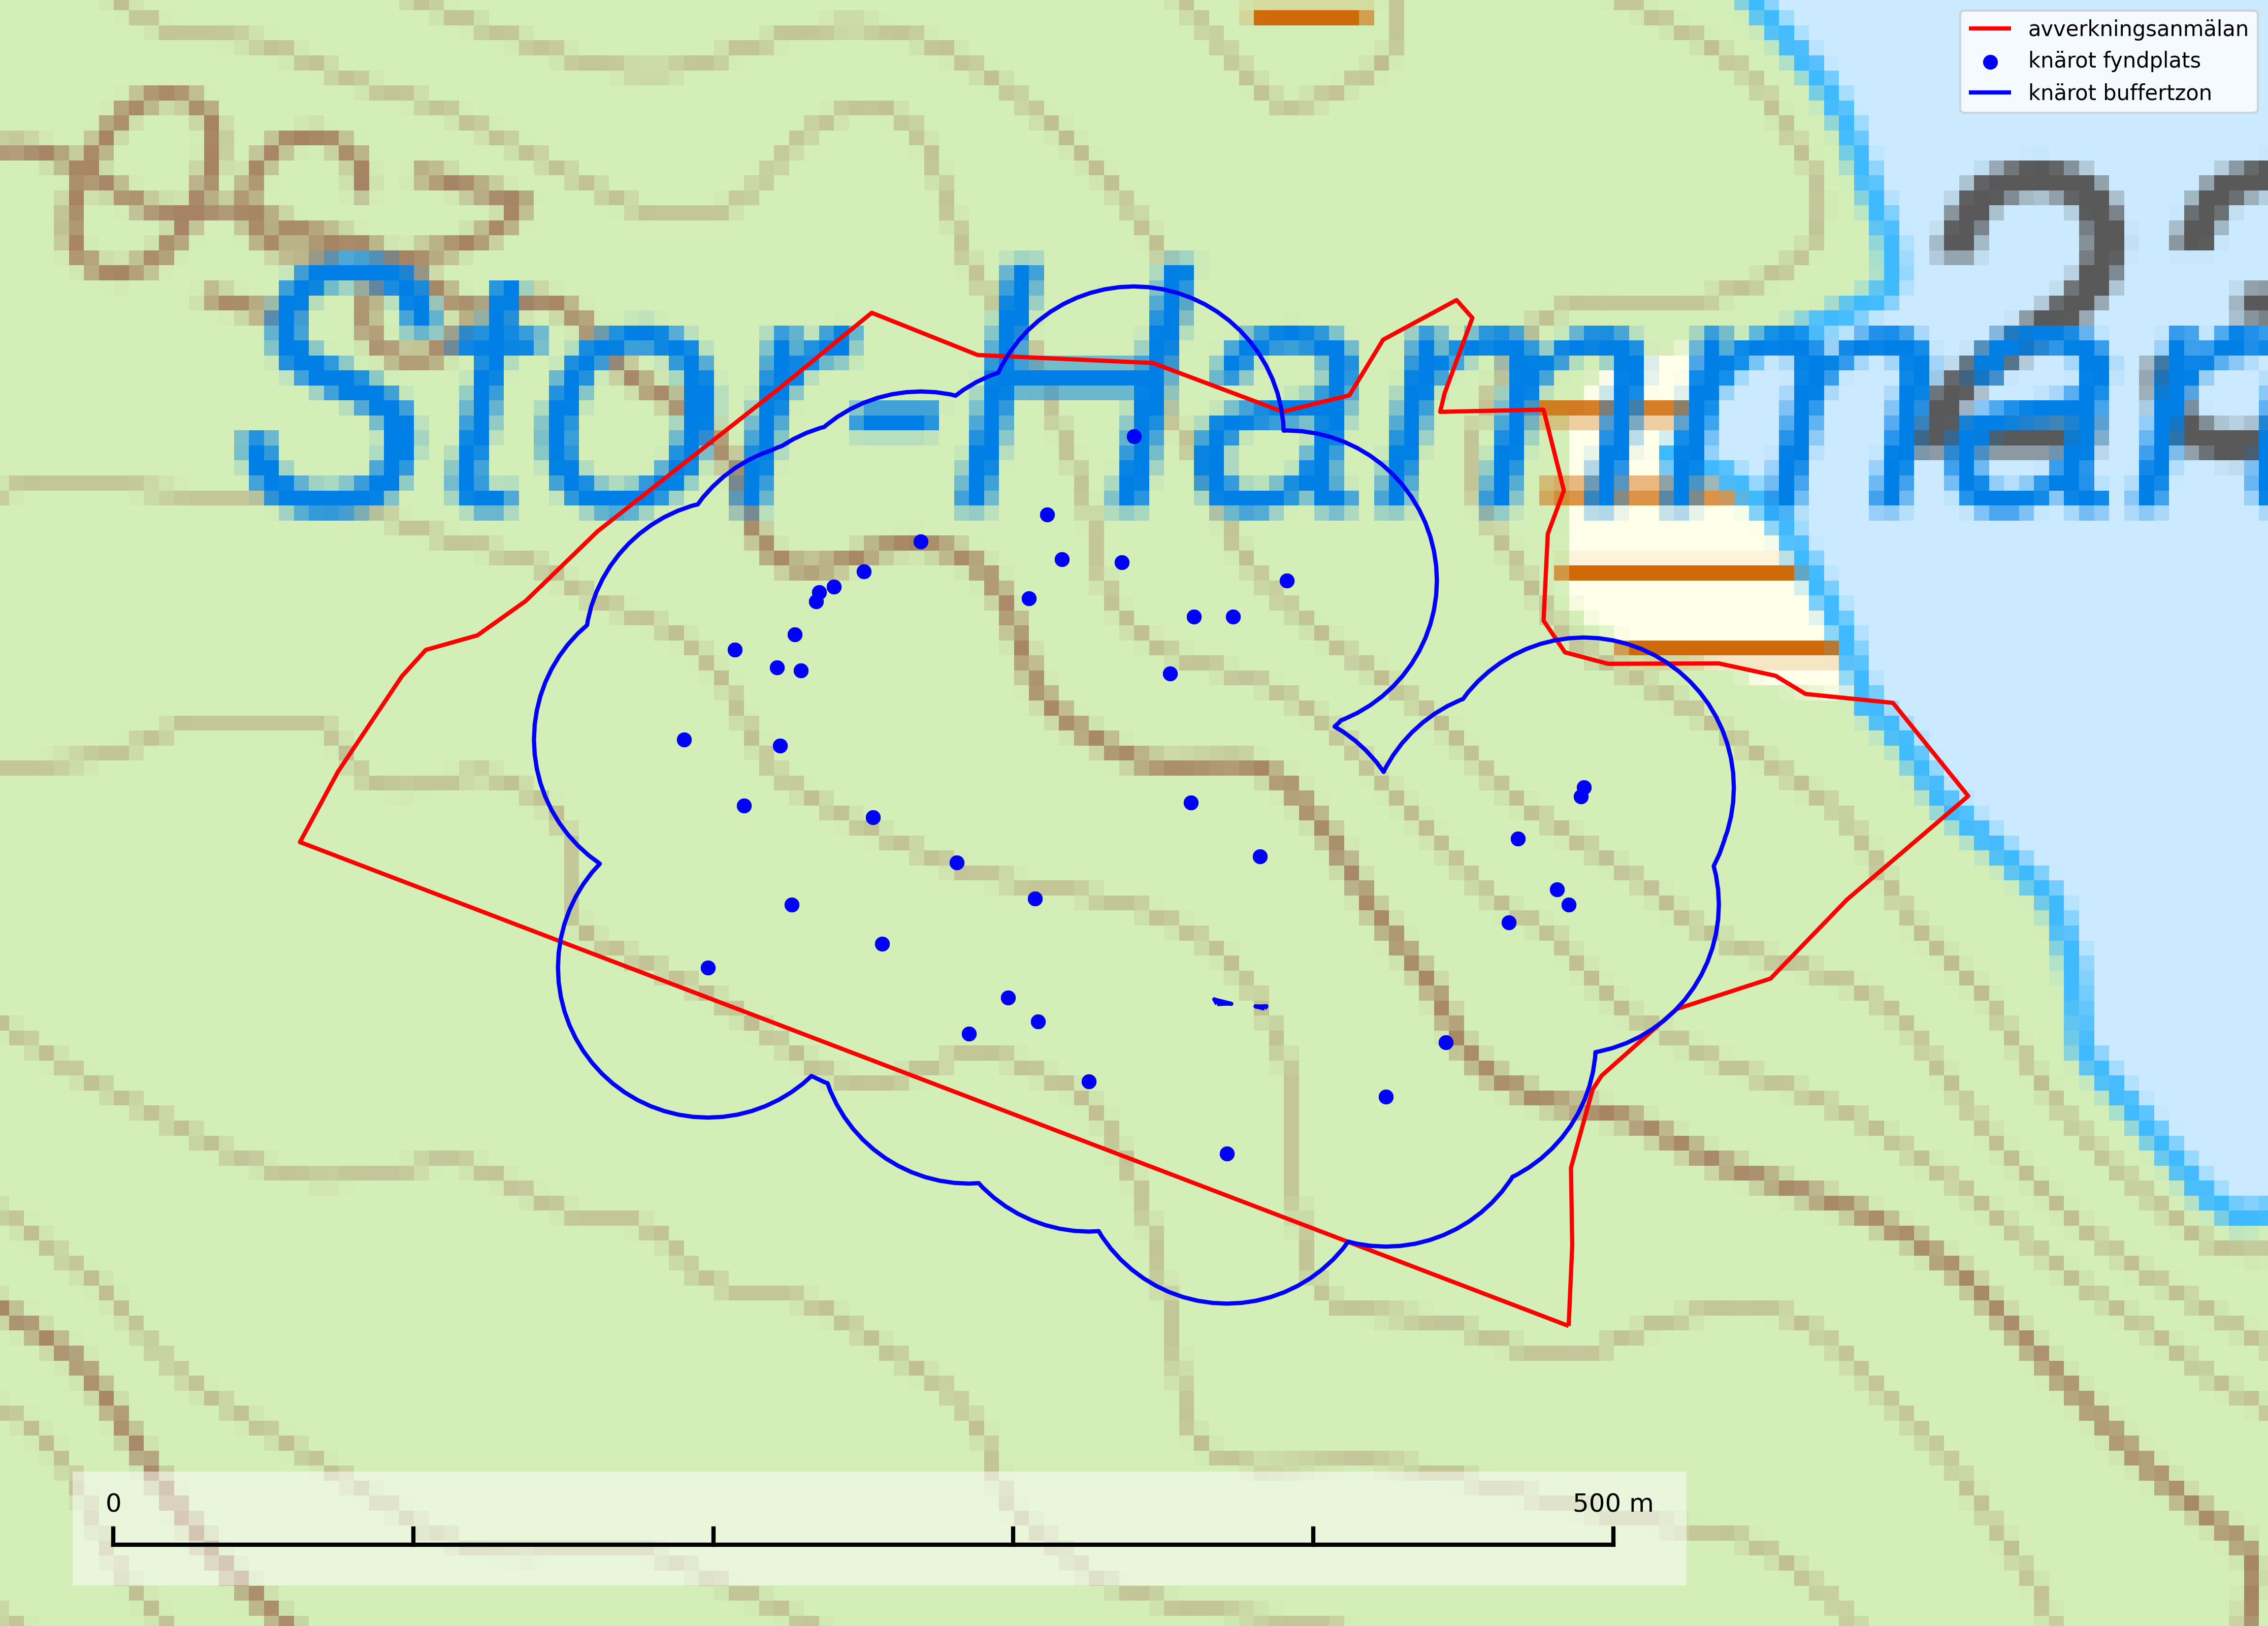 avverkningsanmälan
knärot fyndplats
knärot buffertzon
Stor-Hammar
0
500 m